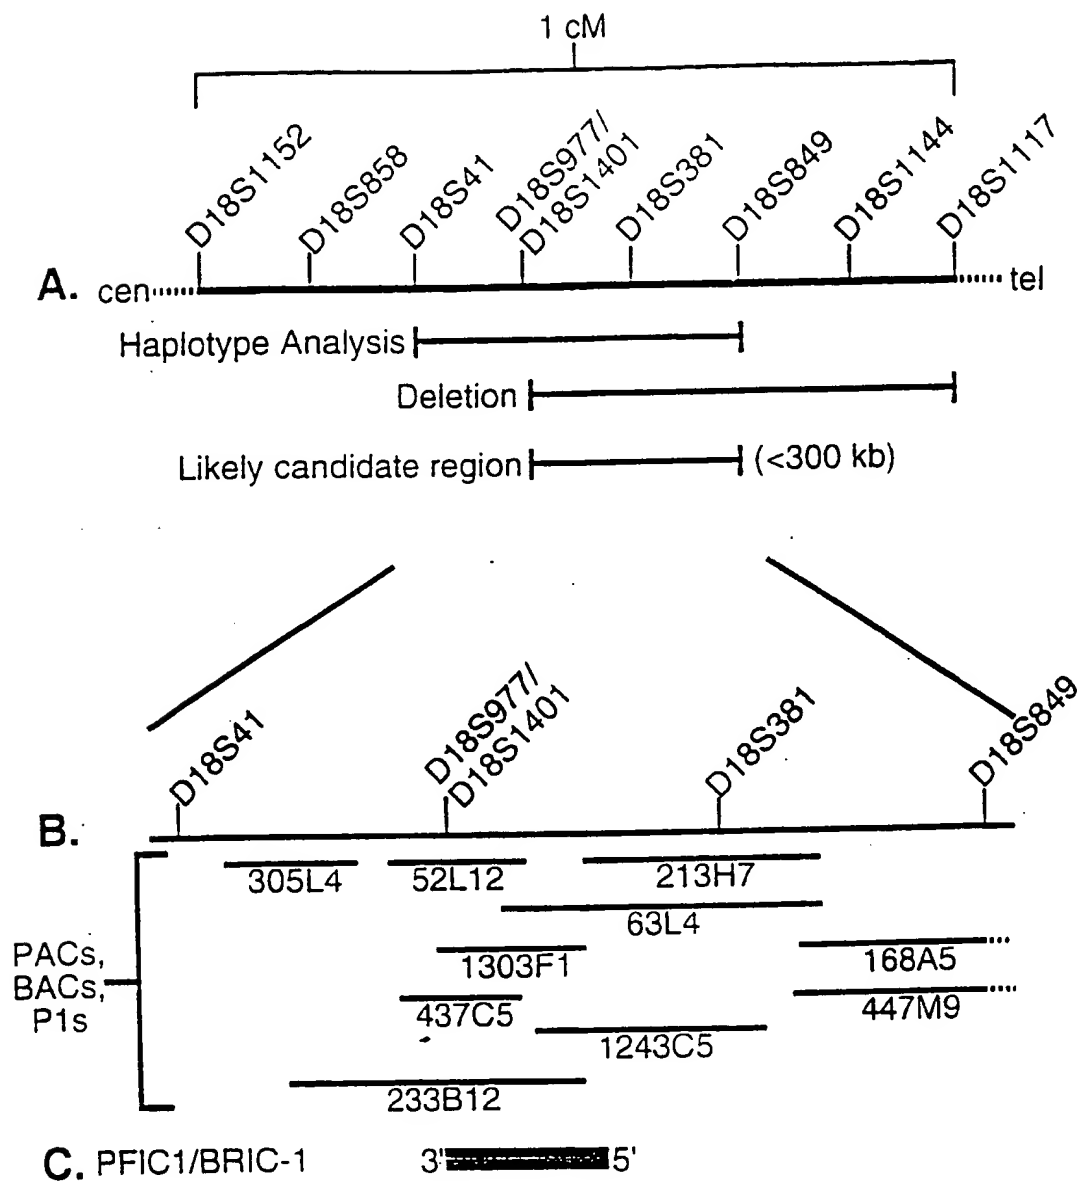 1 cM
D18S1152
D18S858
D18S41
D18S977/
D18S1401
D18S381
D18S849
D18S1144
D18S1117
A. cen tel
Haplotype Analysis
Deletion
Likely candidate region (<300 kb)
D18S41
D18S977/
D18S1401
D18S381
D18S849
B.
305L4 52L12 213H7
63L4
1303F1 168A5
437C5 447M9
1243C5
233B12
PACs,
BACs,
P1s
C. PFIC1/BRIC-1 3' 5'